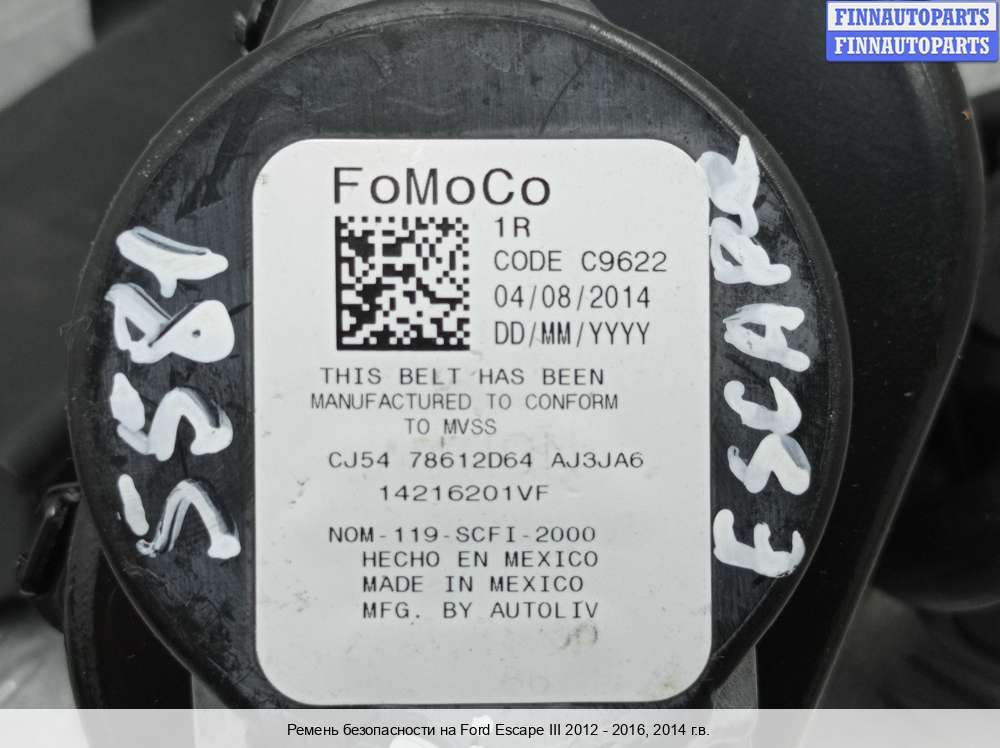 FINNAUTOPARTS
FINNAUTOPARTS
FoMoCo
1R
CODE C9622
04/08/2014
DD/MM/YYYY
THIS BELT HAS BEEN
MANUFACTURED TO CONFORM
TO MVSS
CJ54 78612D64 AJ3JA6
14216201VF
NOM-119-SCFI-2000
HECHO EN MEXICO
MADE IN MEXICO
MFG. BY AUTOLIV
5581
ESCAPE
Ремень безопасности на Ford Escape III 2012 - 2016, 2014 г.в.